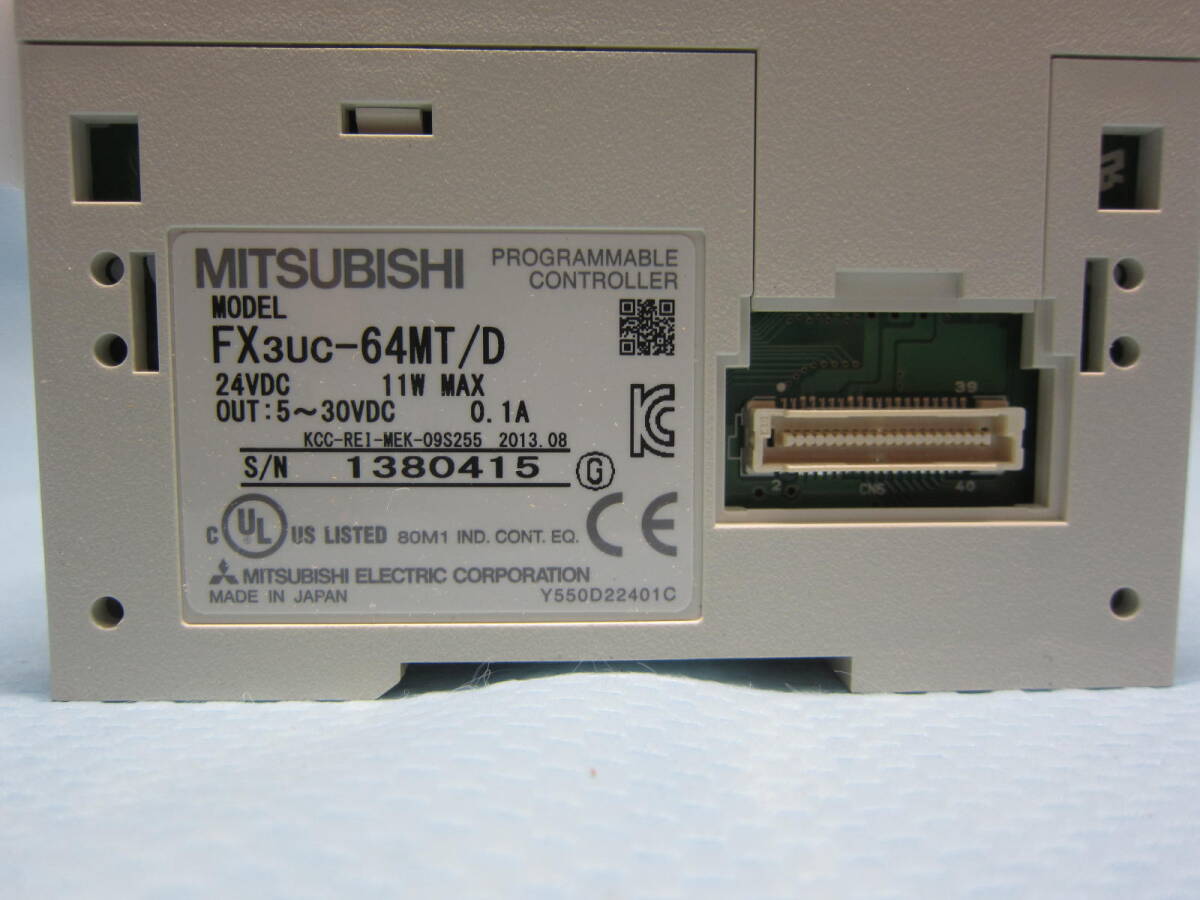 MITSUBISHI
PROGRAMMABLE
CONTROLLER
MODEL
FX3UC-64MT/D
24VDC 11W MAX
OUT:5～30VDC 0.1A
KCC-REI-MEK-09S255 2013.08
S/N 1380415 G
C UL US LISTED 80M1 IND. CONT. EQ. CE
MITSUBISHI ELECTRIC CORPORATION
MADE IN JAPAN Y550D22401C
39
2 CN5 40